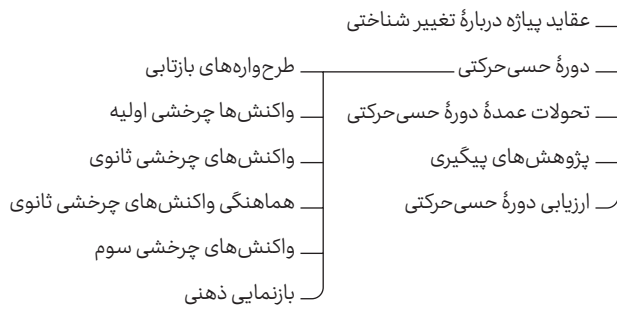 عقاید پیاژه دربارهٔ تغییر شناختی
دورهٔ حسی‌حرکتی
طرح‌واره‌های بازتابی
واکنش‌ها چرخشی اولیه
واکنش‌های چرخشی ثانوی
هماهنگی واکنش‌های چرخشی ثانوی
واکنش‌های چرخشی سوم
بازنمایی ذهنی
تحولات عمدهٔ دورهٔ حسی‌حرکتی
پژوهش‌های پیگیری
ارزیابی دورهٔ حسی‌حرکتی